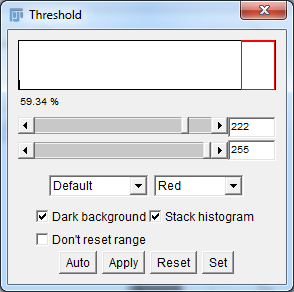 Threshold
59.34 %
222
255
Default Red
Dark background Stack histogram
Don't reset range
Auto Apply Reset Set